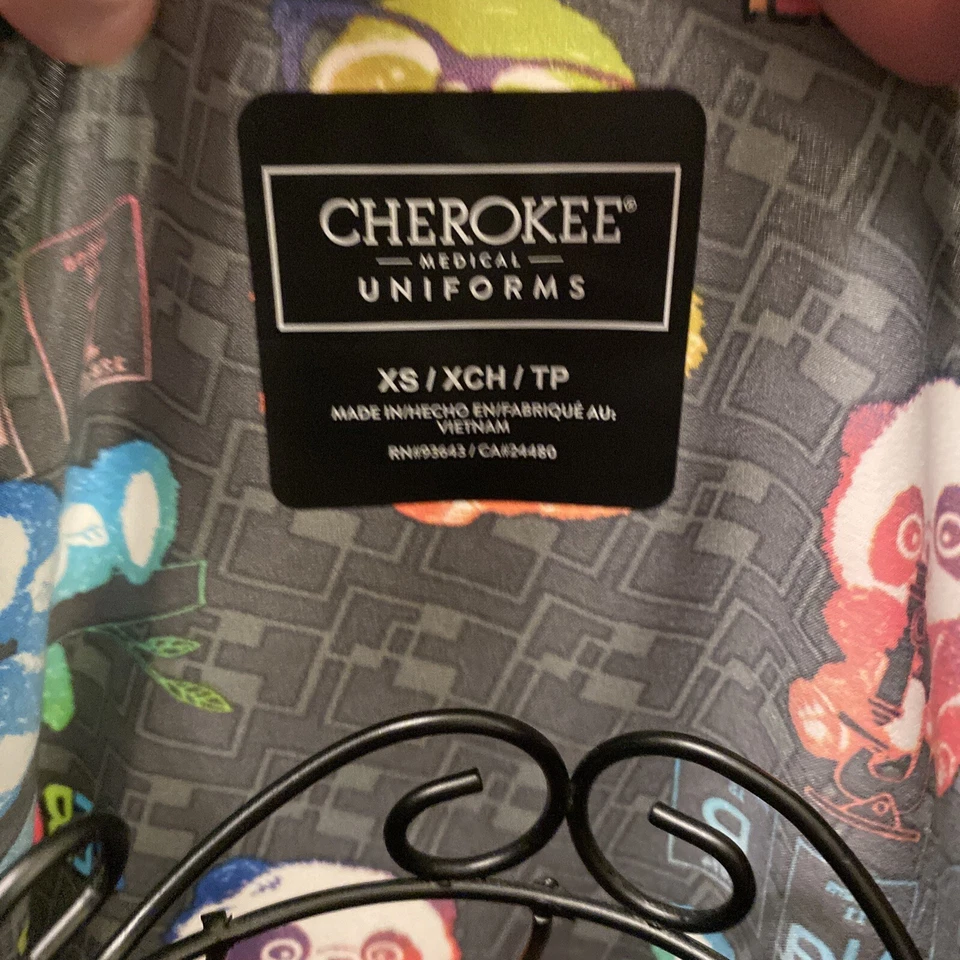 CHEROKEE®
MEDICAL
UNIFORMS
XS / XCH / TP
MADE IN/HECHO EN/FABRIQUÉ AU:
VIETNAM
RN#93643 / CA#24480